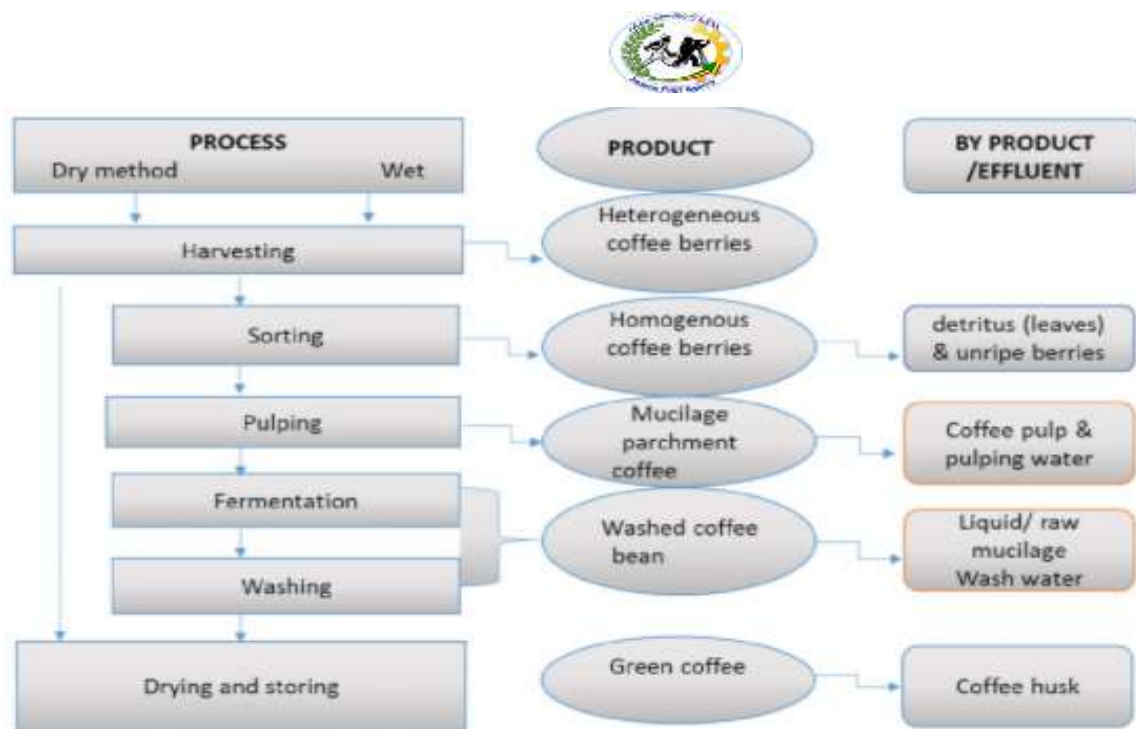 PROCESS
Dry method Wet
PRODUCT
BY PRODUCT
/EFFLUENT
Harvesting
Heterogeneous
coffee berries
Sorting
Homogenous
coffee berries
detritus (leaves)
& unripe berries
Pulping
Mucilage
parchment
coffee
Coffee pulp &
pulping water
Fermentation
Washing
Washed coffee
bean
Liquid/ raw
mucilage
Wash water
Drying and storing
Green coffee
Coffee husk